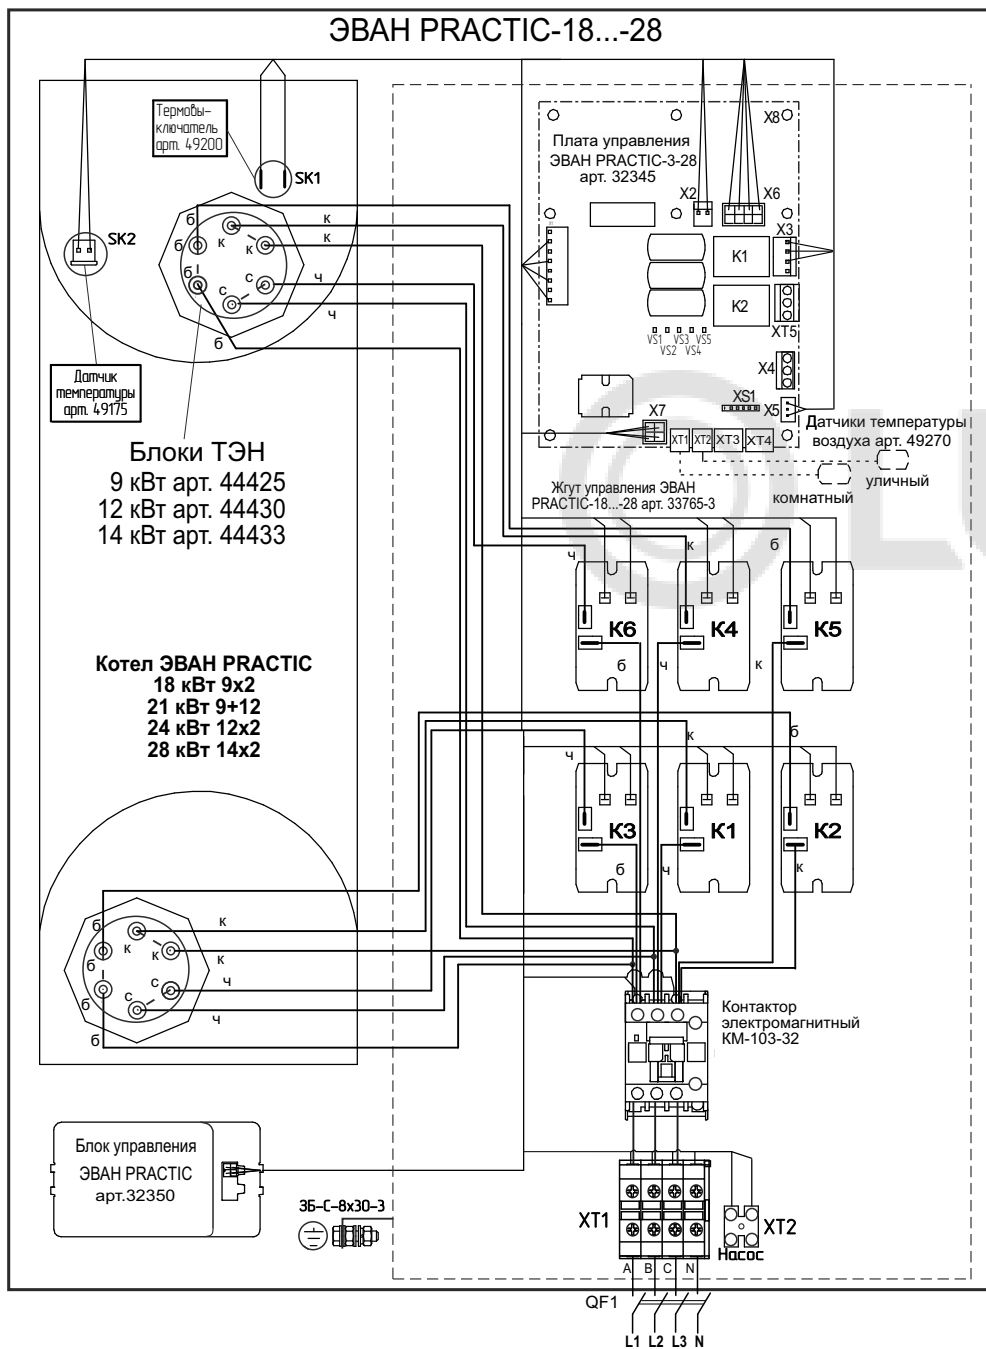 ЭВАН PRACTIC-18...-28
Термовы-
ключатель
арт. 49200
SK1
SK2
Датчик
температуры
арт. 49175
б
б
б
б
к
к
с
с
к
к
ч
ч
Блоки ТЭН
9 кВт арт. 44425
12 кВт арт. 44430
14 кВт арт. 44433
Плата управления
ЭВАН PRACTIC-3-28
арт. 32345
X8
X2
X6
X3
K1
K2
XT5
VS1
VS2
VS3
VS4
VS5
X4
XS1
X5
X7
XT1
XT2
XT3
XT4
Датчики температуры
воздуха арт. 49270
уличный
комнатный
Жгут управления ЭВАН
PRACTIC-18...-28 арт. 33765-3
ч
к
б
K6
K4
K5
б
ч
к
Котел ЭВАН PRACTIC
18 кВт 9x2
21 кВт 9+12
24 кВт 12x2
28 кВт 14x2
ч
к
б
K3
K1
K2
б
ч
к
б
б
б
б
к
к
с
с
к
к
ч
ч
Контактор
электромагнитный
КМ-103-32
Блок управления
ЭВАН PRACTIC
арт.32350
ЗБ-С-8x30-3
XT1
XT2
Насос
A B C N
QF1
L1 L2 L3 N